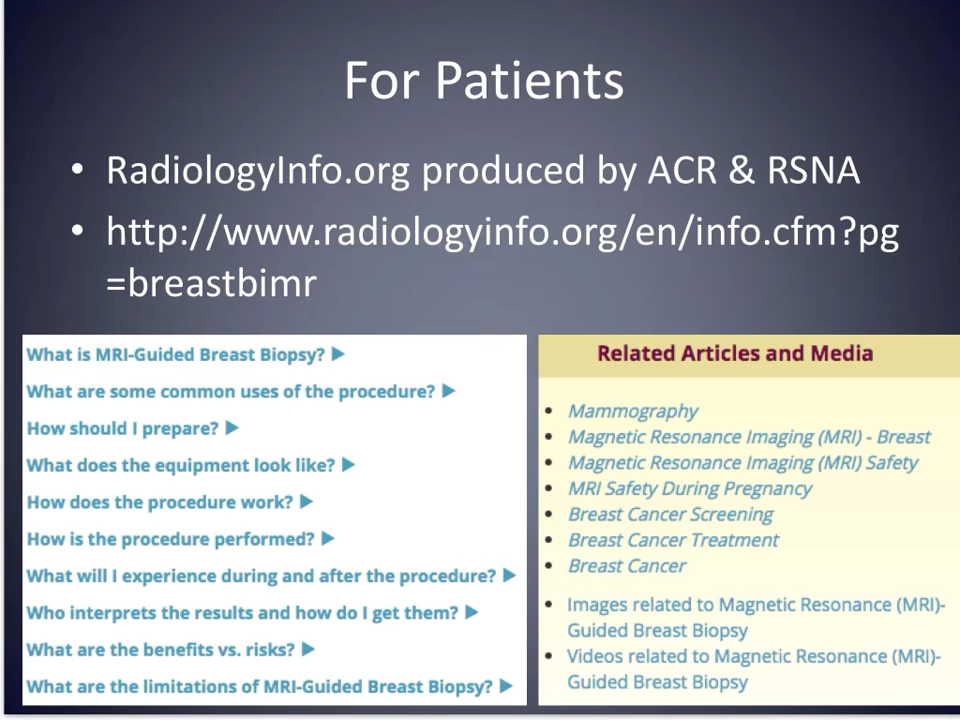 For Patients
• RadiologyInfo.org produced by ACR & RSNA
• http://www.radiologyinfo.org/en/info.cfm?pg
=breastbimr
What is MRI-Guided Breast Biopsy? ▶
What are some common uses of the procedure? ▶
How should I prepare? ▶
What does the equipment look like? ▶
How does the procedure work? ▶
How is the procedure performed? ▶
What will I experience during and after the procedure? ▶
Who interprets the results and how do I get them? ▶
What are the benefits vs. risks? ▶
What are the limitations of MRI-Guided Breast Biopsy? ▶
Related Articles and Media
• Mammography
• Magnetic Resonance Imaging (MRI) - Breast
• Magnetic Resonance Imaging (MRI) Safety
• MRI Safety During Pregnancy
• Breast Cancer Screening
• Breast Cancer Treatment
• Breast Cancer
• Images related to Magnetic Resonance (MRI)-
Guided Breast Biopsy
• Videos related to Magnetic Resonance (MRI)-
Guided Breast Biopsy